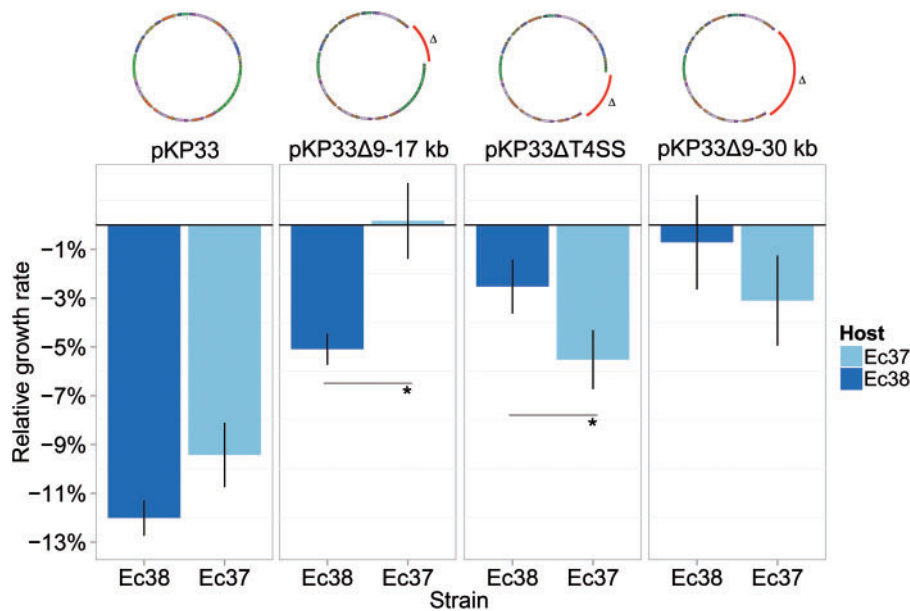 Δ
Δ
Δ
pKP33 pKP33Δ9-17 kb pKP33ΔT4SS pKP33Δ9-30 kb
Relative growth rate
−1%
−3%
−5%
−7%
−9%
−11%
−13%
*
*
Host
Ec37
Ec38
Ec38 Ec37 Ec38 Ec37 Ec38 Ec37 Ec38 Ec37
Strain